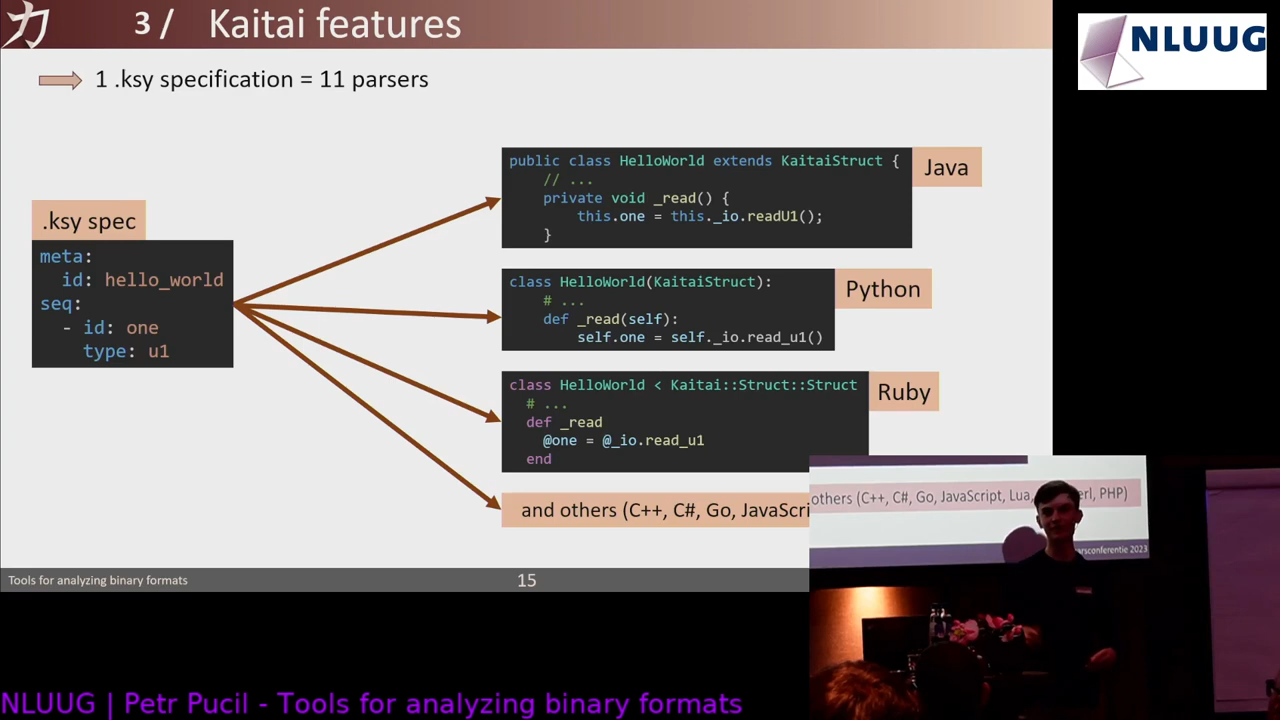 力 3 / Kaitai features
NLUUG
1 .ksy specification = 11 parsers
.ksy spec
meta:
  id: hello_world
seq:
  - id: one
    type: u1
public class HelloWorld extends KaitaiStruct {
    // ...
    private void _read() {
        this.one = this._io.readU1();
    }
Java
class HelloWorld(KaitaiStruct):
    # ...
    def _read(self):
        self.one = self._io.read_u1()
Python
class HelloWorld < Kaitai::Struct::Struct
  # ...
  def _read
    @one = @_io.read_u1
  end
Ruby
and others (C++, C#, Go, JavaScri
others (C++, C#, Go, JavaScript, Lua, erl, PHP)
arsconferentie 2023
Tools for analyzing binary formats
15
NLUUG | Petr Pucil - Tools for analyzing binary formats